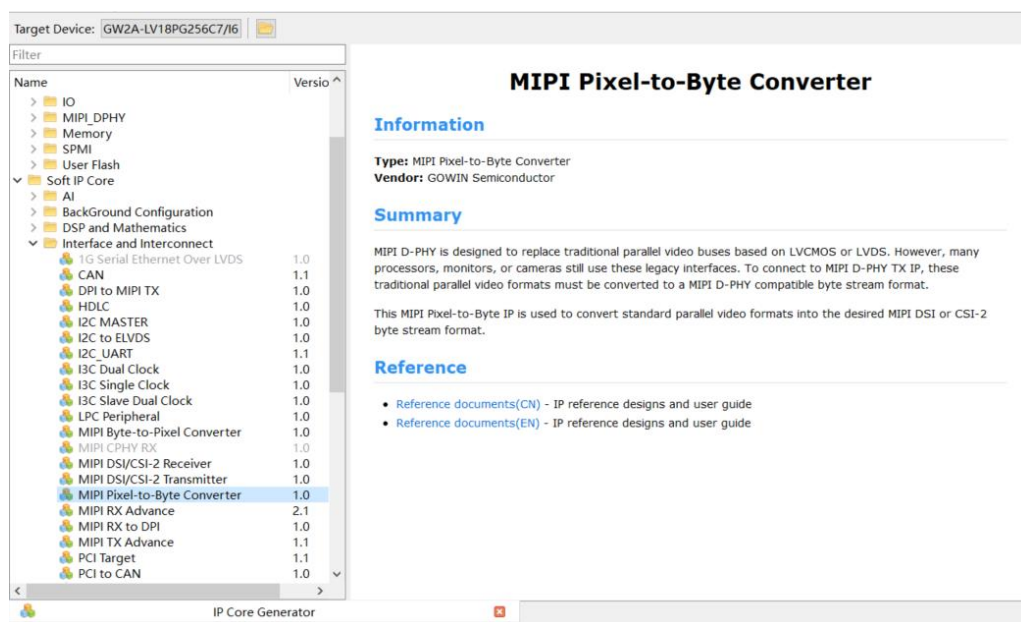 Target Device: GW2A-LV18PG256C7/I6
Filter
Name Versio
IO
MIPI_DPHY
Memory
SPMI
User Flash
Soft IP Core
AI
BackGround Configuration
DSP and Mathematics
Interface and Interconnect
1G Serial Ethernet Over LVDS 1.0
CAN 1.1
DPI to MIPI TX 1.0
HDLC 1.0
I2C MASTER 1.0
I2C to ELVDS 1.0
I2C_UART 1.1
I3C Dual Clock 1.0
I3C Single Clock 1.0
I3C Slave Dual Clock 1.0
LPC Peripheral 1.0
MIPI Byte-to-Pixel Converter 1.0
MIPI CPHY RX 1.0
MIPI DSI/CSI-2 Receiver 1.0
MIPI DSI/CSI-2 Transmitter 1.0
MIPI Pixel-to-Byte Converter 1.0
MIPI RX Advance 2.1
MIPI RX to DPI 1.0
MIPI TX Advance 1.1
PCI Target 1.1
PCI to CAN 1.0
IP Core Generator
MIPI Pixel-to-Byte Converter
Information
Type: MIPI Pixel-to-Byte Converter
Vendor: GOWIN Semiconductor
Summary
MIPI D-PHY is designed to replace traditional parallel video buses based on LVCMOS or LVDS. However, many
processors, monitors, or cameras still use these legacy interfaces. To connect to MIPI D-PHY TX IP, these
traditional parallel video formats must be converted to a MIPI D-PHY compatible byte stream format.
This MIPI Pixel-to-Byte IP is used to convert standard parallel video formats into the desired MIPI DSI or CSI-2
byte stream format.
Reference
• Reference documents(CN) - IP reference designs and user guide
• Reference documents(EN) - IP reference designs and user guide